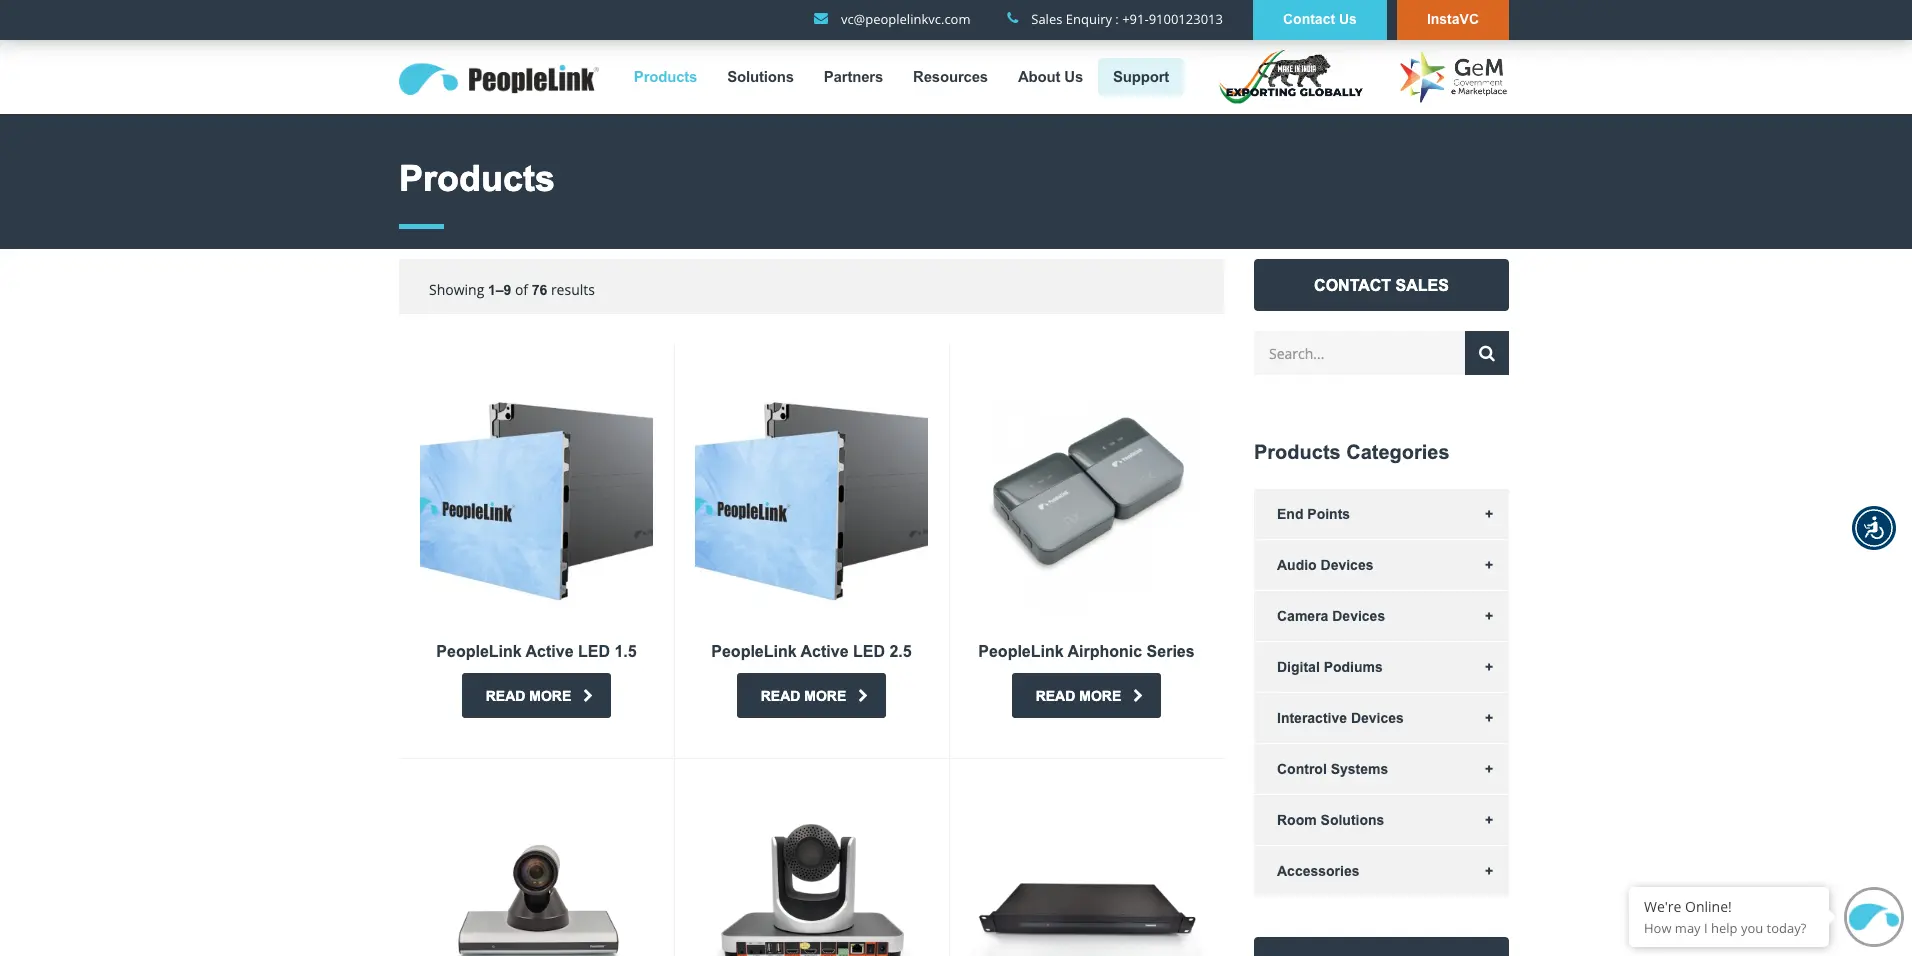 vc@peoplelinkvc.com
Sales Enquiry : +91-9100123013
Contact Us
InstaVC
PeopleLink®
Products
Solutions
Partners
Resources
About Us
Support
MAKE IN INDIA
EXPORTING GLOBALLY
GeM
Government
e Marketplace
Products
Showing 1–9 of 76 results
CONTACT SALES
Search...
PeopleLink
PeopleLink
PeopleLink Active LED 1.5
PeopleLink Active LED 2.5
PeopleLink Airphonic Series
READ MORE
READ MORE
READ MORE
Products Categories
End Points +
Audio Devices +
Camera Devices +
Digital Podiums +
Interactive Devices +
Control Systems +
Room Solutions +
Accessories +
We're Online!
How may I help you today?